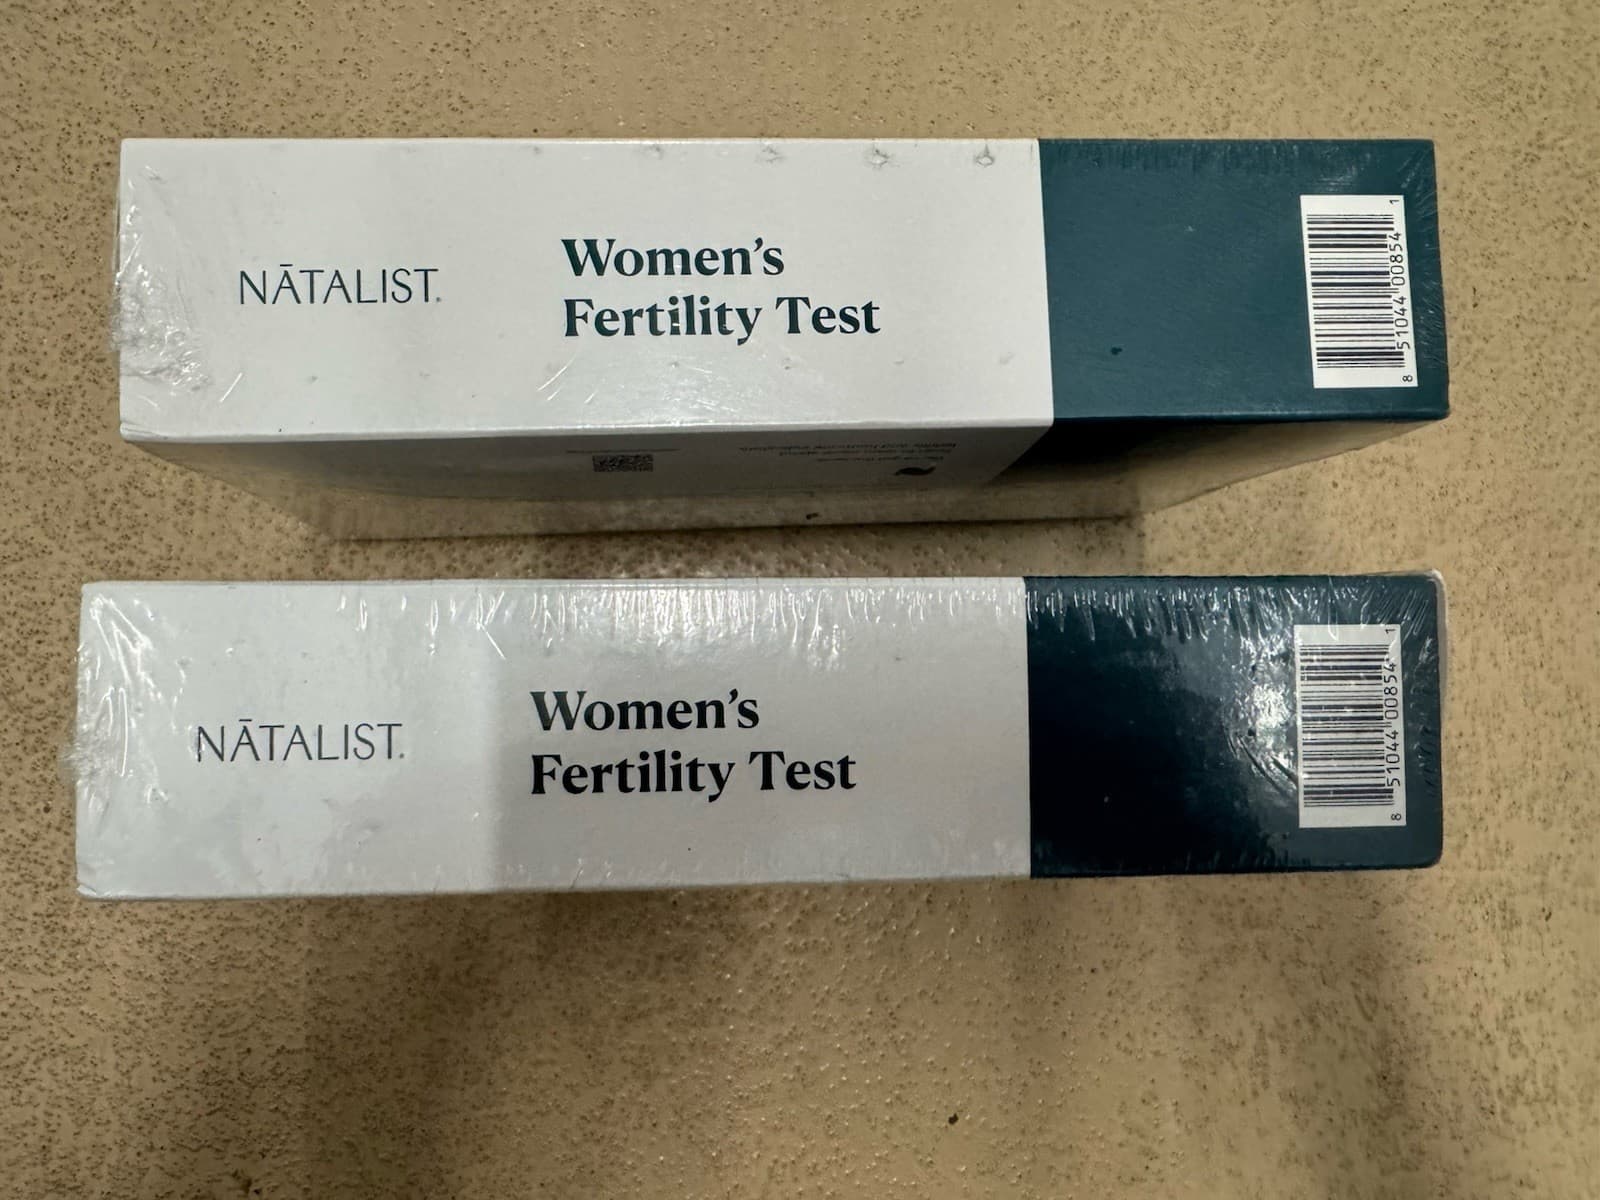 NĀTALIST.
Women's
Fertility Test
8 51044 00854 1
NĀTALIST.
Women's
Fertility Test
8 51044 00854 1